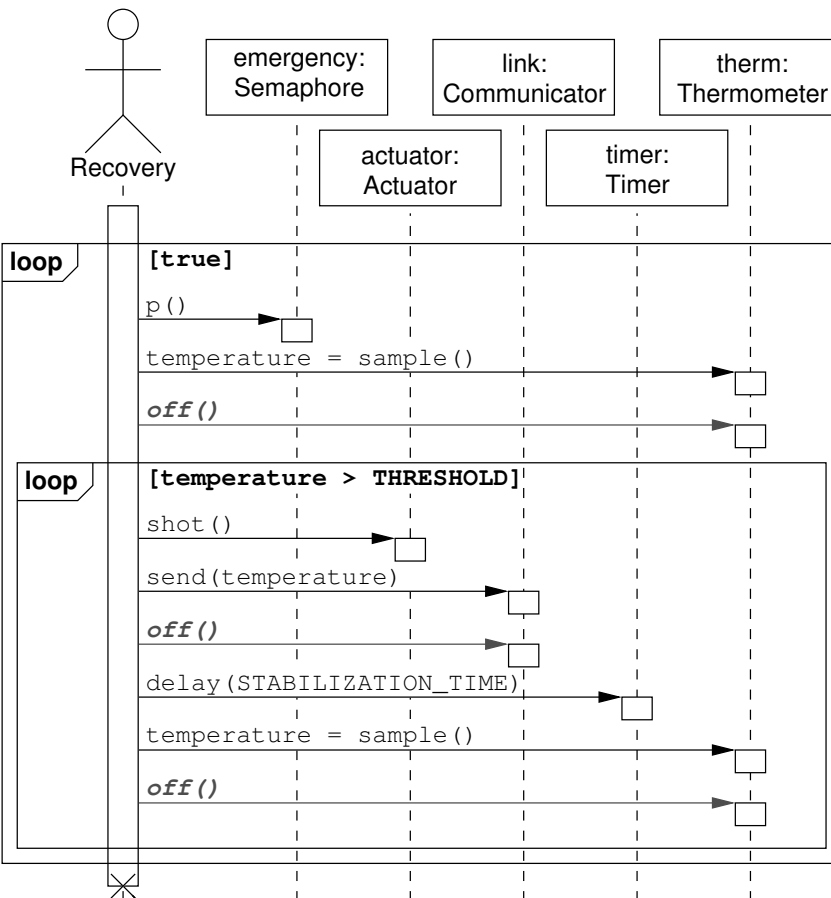 emergency:
Semaphore
link:
Communicator
therm:
Thermometer
Recovery
actuator:
Actuator
timer:
Timer
loop
[true]
p()
temperature = sample()
off()
loop
[temperature > THRESHOLD]
shot()
send(temperature)
off()
delay(STABILIZATION_TIME)
temperature = sample()
off()